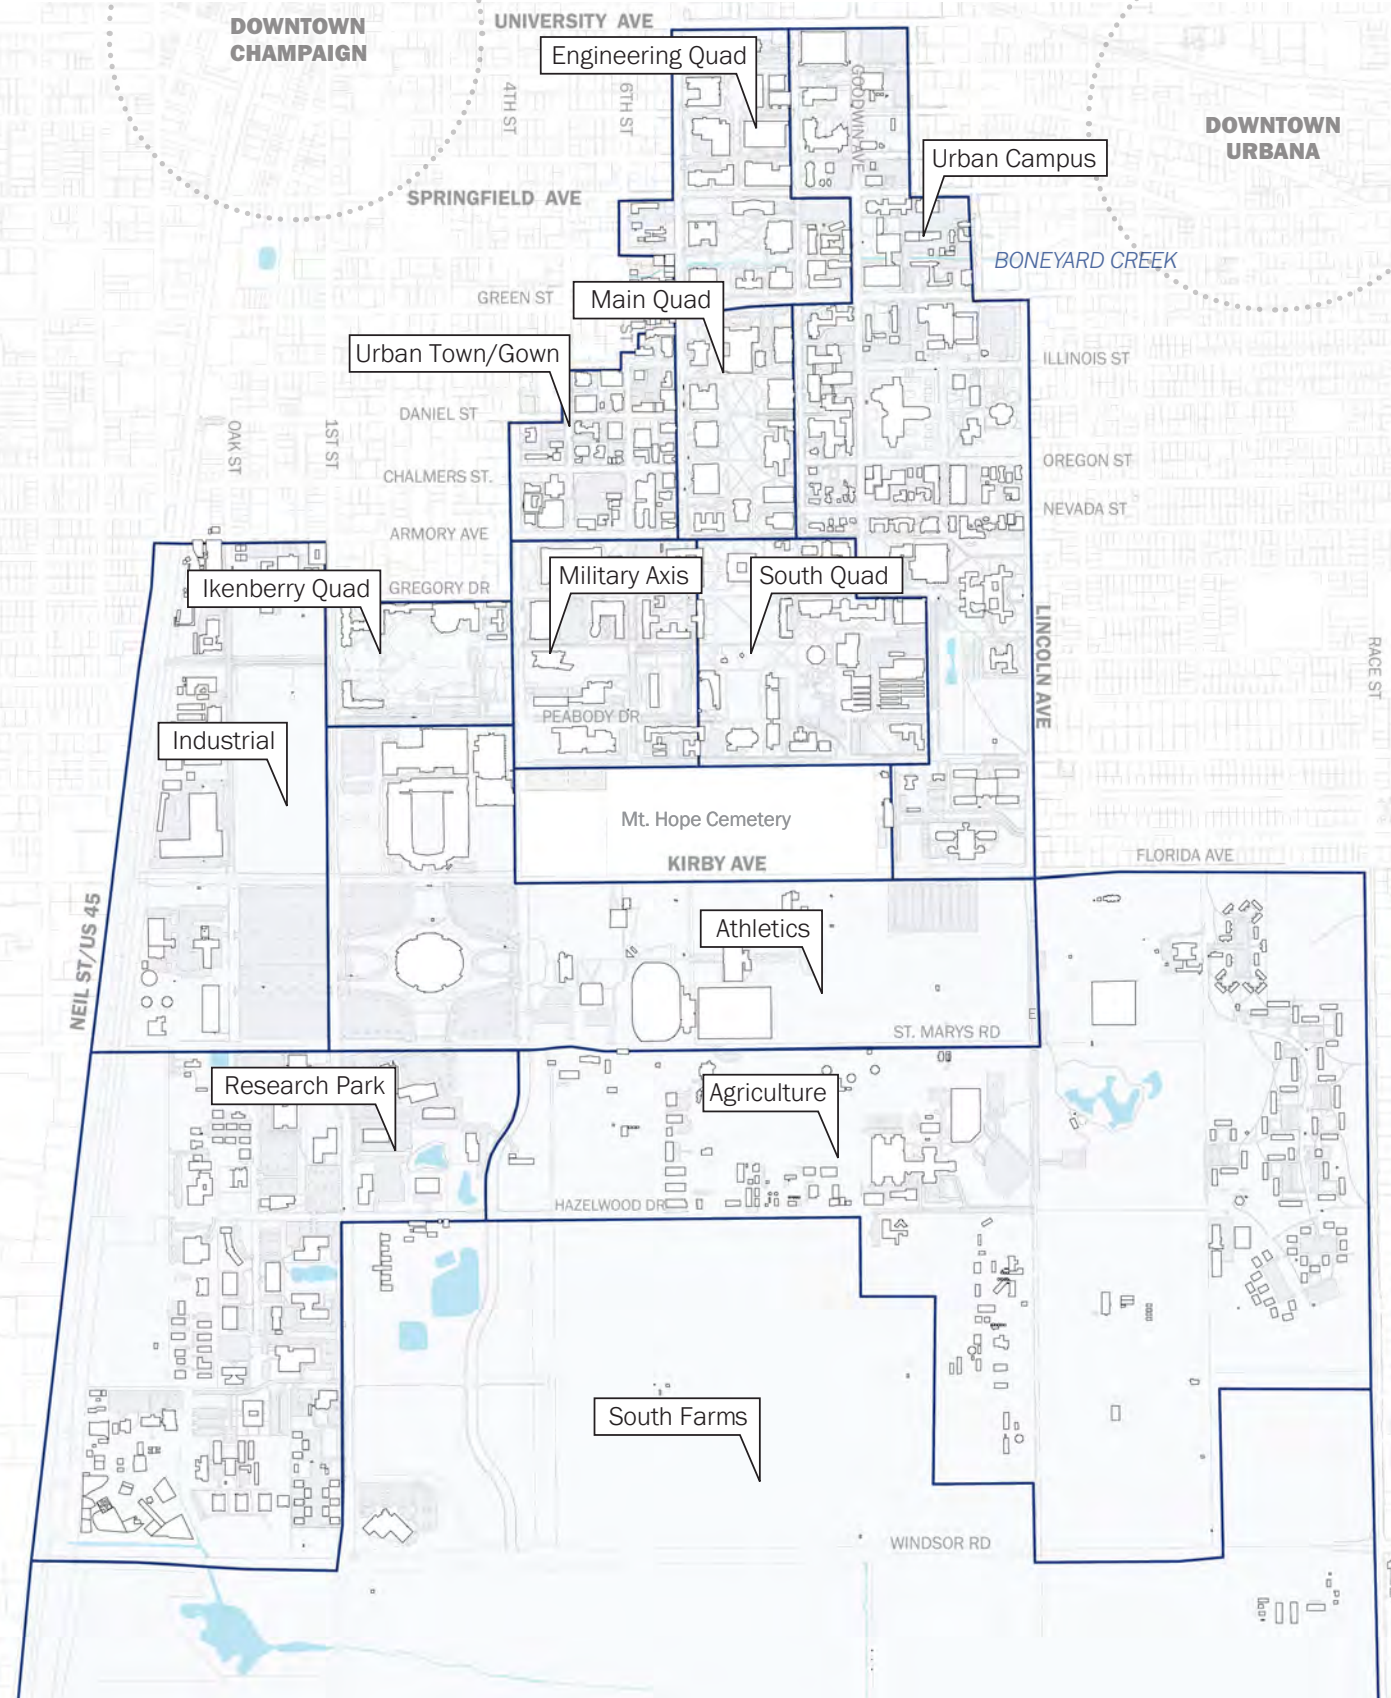 DOWNTOWN
CHAMPAIGN
UNIVERSITY AVE
Engineering Quad
4TH ST
6TH ST
GOODWIN AVE
DOWNTOWN
URBANA
Urban Campus
SPRINGFIELD AVE
BONEYARD CREEK
GREEN ST
Main Quad
ST
Urban Town/Gown
ILLINOIS ST
DANIEL ST
OAK ST
1ST ST
CHALMERS ST.
OREGON ST
NEVADA ST
ARMORY AVE
Ikenberry Quad
GREGORY DR
Military Axis
South Quad
LINCOLN AVE
RACE ST
PEABODY DR
Industrial
Mt. Hope Cemetery
KIRBY AVE
FLORIDA AVE
NEIL ST/US 45
Athletics
ST. MARYS RD
E
Research Park
Agriculture
HAZELWOOD DR
South Farms
WINDSOR RD